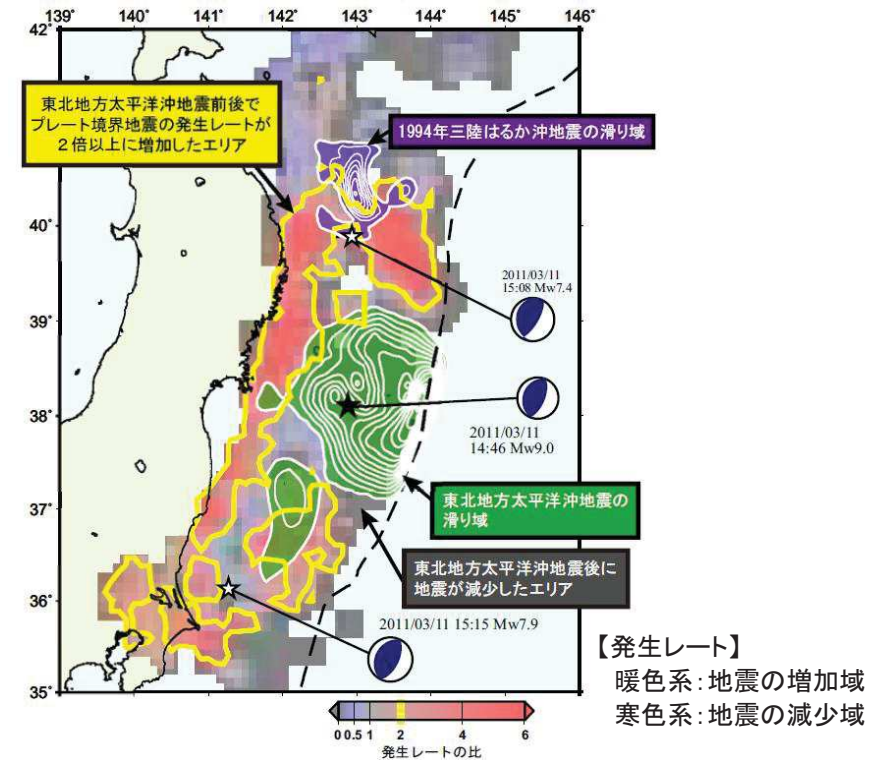 139°
140°
141°
142°
143°
144°
145°
146°
42°
東北地方太平洋沖地震前後で
プレート境界地震の発生レートが
2倍以上に増加したエリア
1994年三陸はるか沖地震の滑り域
40°
2011/03/11
15:08 Mw7.4
39°
38°
2011/03/11
14:46 Mw9.0
37°
東北地方太平洋沖地震の
滑り域
東北地方太平洋沖地震後に
地震が減少したエリア
36°
2011/03/11 15:15 Mw7.9
35°
【発生レート】
暖色系：地震の増加域
寒色系：地震の減少域
0 0.5 1 2 4 6
発生レートの比